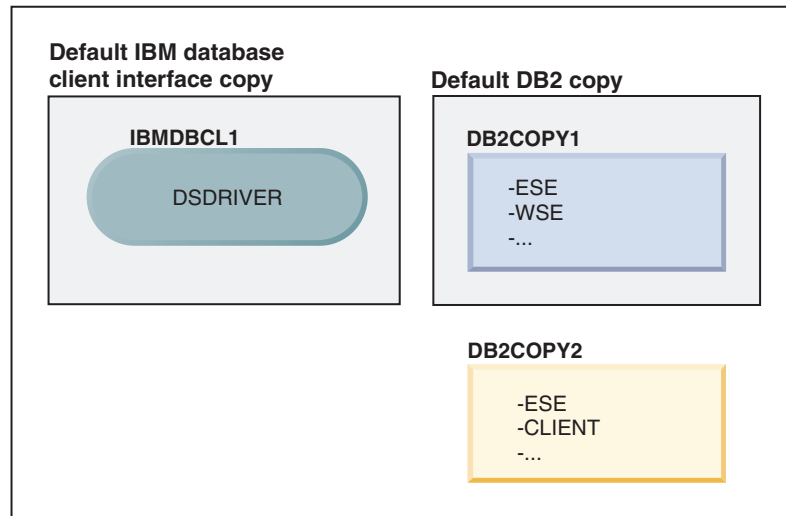 Default IBM database
client interface copy
IBMDBCL1
DSDRIVER
Default DB2 copy
DB2COPY1
-ESE
-WSE
-...
DB2COPY2
-ESE
-CLIENT
-...